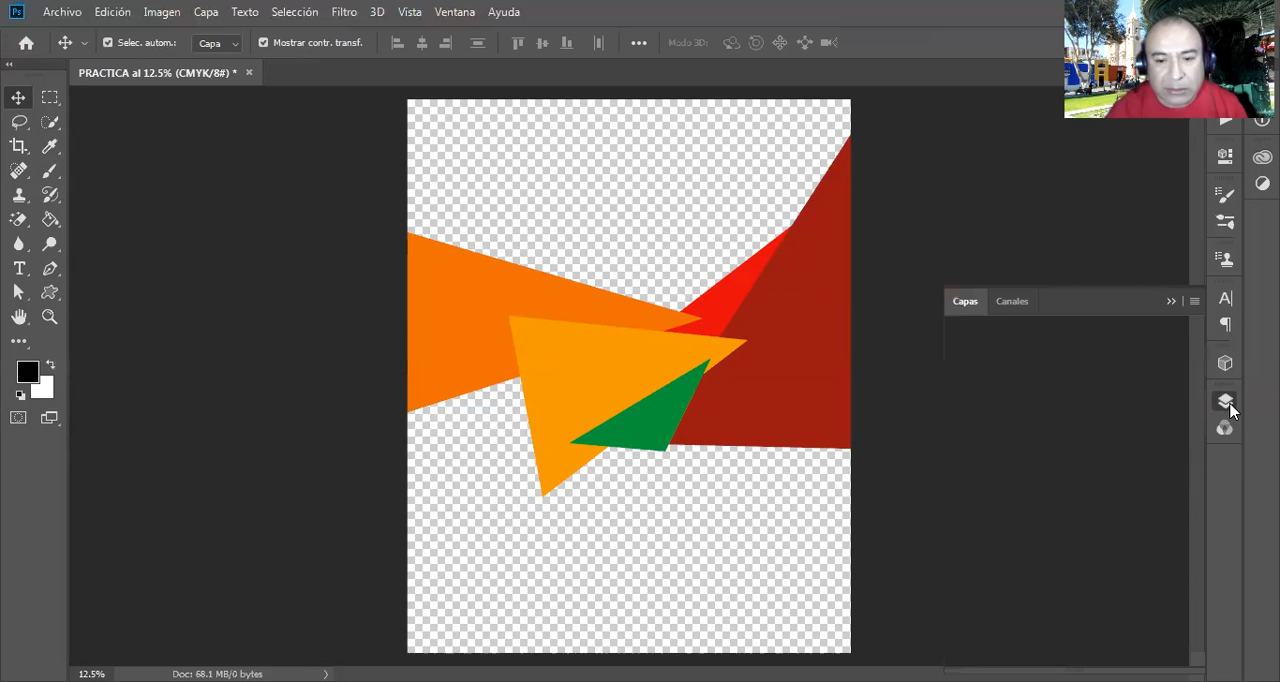 Ps Archivo Edición Imagen Capa Texto Selección Filtro 3D Vista Ventana Ayuda
Selec. autom.: Capa Mostrar contr. transf. Modo 3D:
PRACTICA al 12.5% (CMYK/8#) *
Capas Canales
12.5% Doc: 68.1 MB/0 bytes